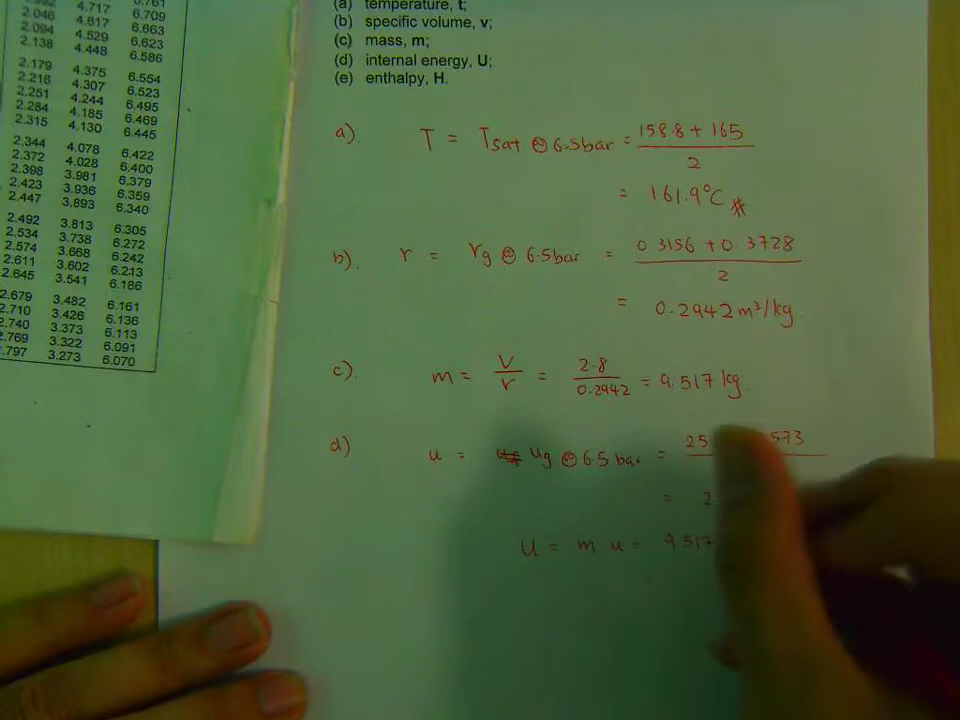 4.717 6.709
2.046 4.617 6.663
2.094 4.529 6.623
2.138 4.448 6.586
2.179 4.375 6.554
2.216 4.307 6.523
2.251 4.244 6.495
2.284 4.185 6.469
2.315 4.130 6.445
2.344 4.078 6.422
2.372 4.028 6.400
2.398 3.981 6.379
2.423 3.936 6.359
2.447 3.893 6.340
2.492 3.813 6.305
2.534 3.738 6.272
2.574 3.668 6.242
2.611 3.602 6.213
2.645 3.541 6.186
2.679 3.482 6.161
2.710 3.426 6.136
2.740 3.373 6.113
2.769 3.322 6.091
.797 3.273 6.070
(a) temperature, t;
(b) specific volume, v;
(c) mass, m;
(d) internal energy, U;
(e) enthalpy, H.
a). T = Tsat @ 6.5bar = 158.8 + 165
2
= 161.9°C #
b). r = rg @ 6.5bar = 0.3156 + 0.3728
2
= 0.2942 m³/kg.
c). m = V / r = 2.8 / 0.2942 = 9.517 kg.
d) u = ug @ 6.5 bar = 25 573
= 2
U = m u = 9.517